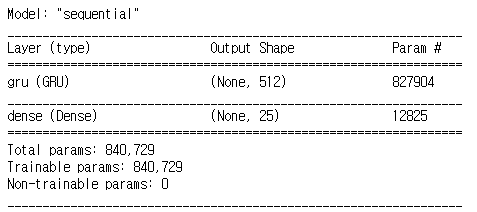 Model: "sequential"
_________________________________________________________________
Layer (type) Output Shape Param #
=================================================================
gru (GRU) (None, 512) 827904
_________________________________________________________________
dense (Dense) (None, 25) 12825
=================================================================
Total params: 840,729
Trainable params: 840,729
Non-trainable params: 0
_________________________________________________________________